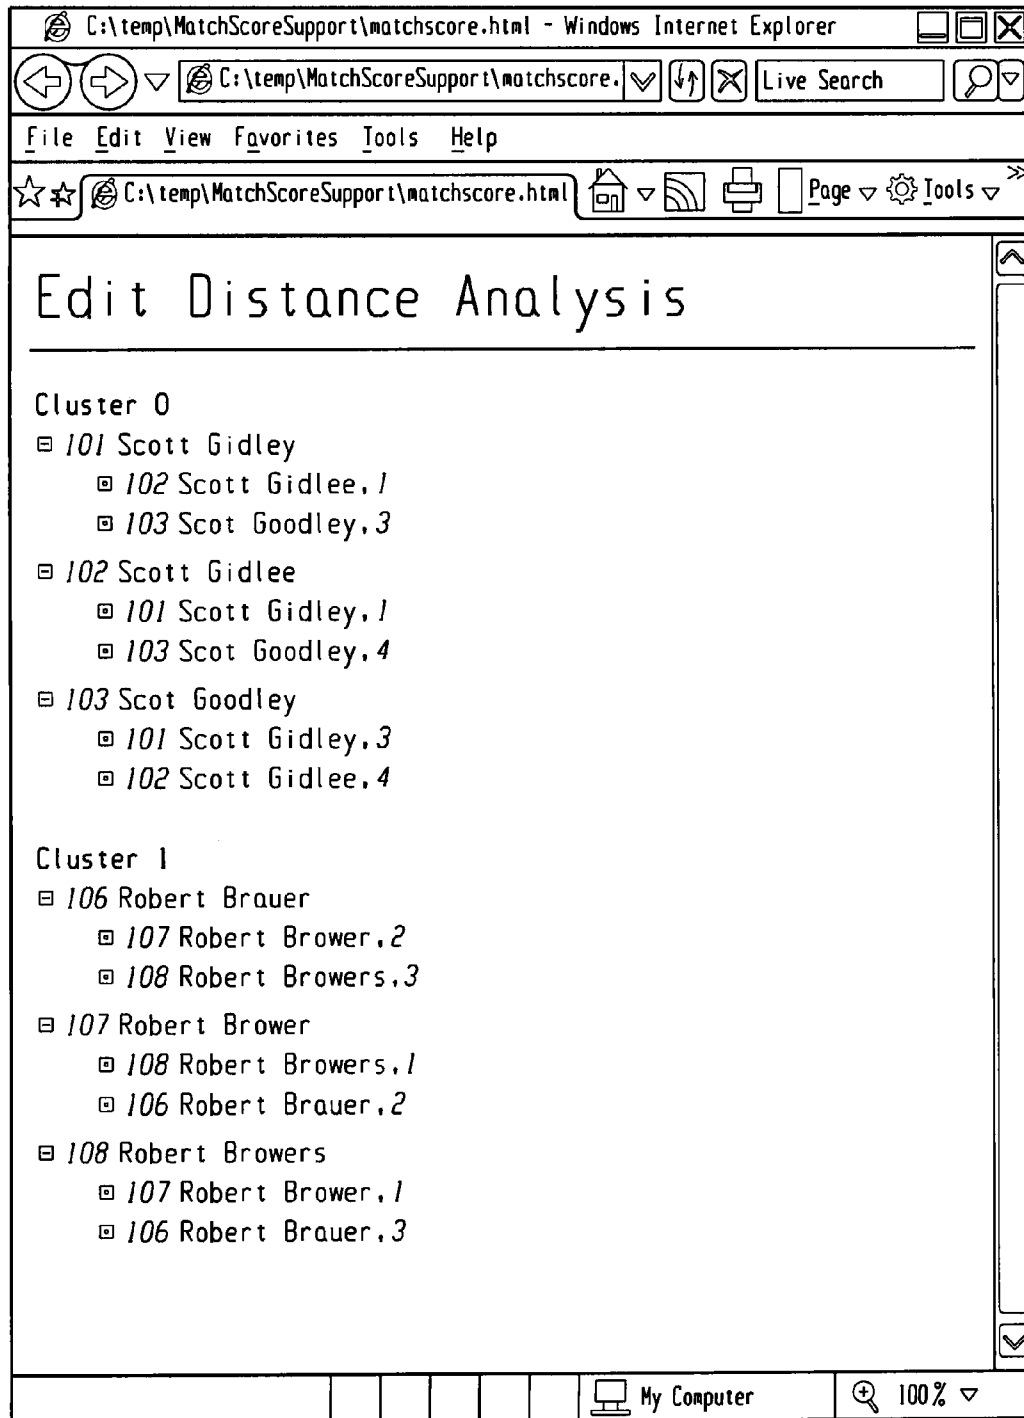 C:\temp\MatchScoreSupport\matchscore.html - Windows Internet Explorer
C:\temp\MatchScoreSupport\matchscore. Live Search
File Edit View Favorites Tools Help
C:\temp\MatchScoreSupport\matchscore.html Page Tools »
Edit Distance Analysis
Cluster 0
101 Scott Gidley
102 Scott Gidlee, 1
103 Scot Goodley, 3
102 Scott Gidlee
101 Scott Gidley, 1
103 Scot Goodley, 4
103 Scot Goodley
101 Scott Gidley, 3
102 Scott Gidlee, 4
Cluster 1
106 Robert Brauer
107 Robert Brower, 2
108 Robert Browers, 3
107 Robert Brower
108 Robert Browers, 1
106 Robert Brauer, 2
108 Robert Browers
107 Robert Brower, 1
106 Robert Brauer, 3
My Computer 100%